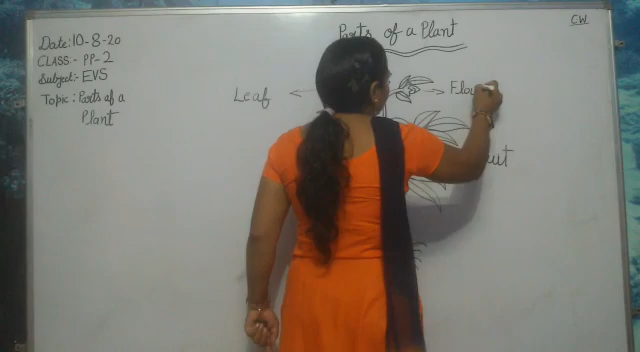 Parts of a Plant
CW
Date: 10-8-20
CLASS:- PP-2
Subject:- EVS
Topic: Parts of a
Plant
Leaf